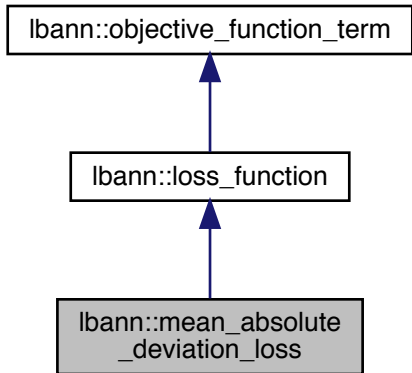 lbann::objective_function_term
lbann::loss_function
lbann::mean_absolute
_deviation_loss